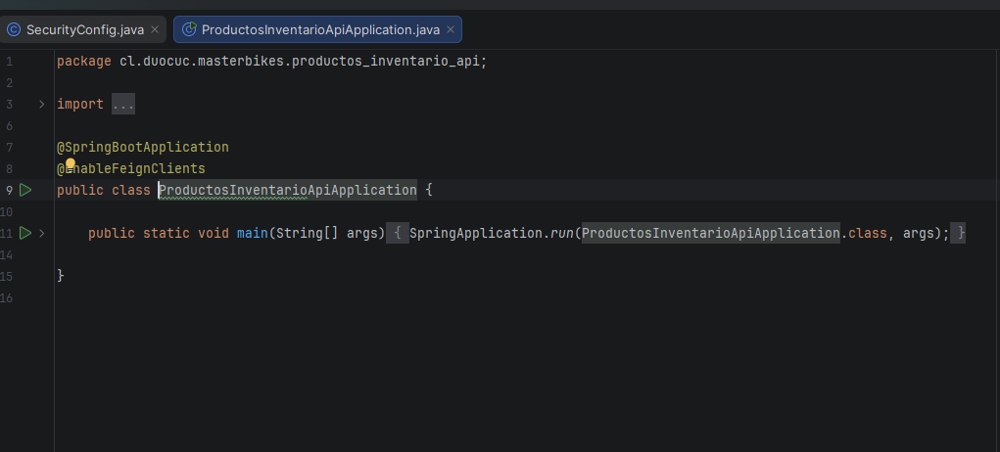 SecurityConfig.java ProductosInventarioApiApplication.java
1 package cl.duocuc.masterbikes.productos_inventario_api;
2
3 import ...
6
7 @SpringBootApplication
8 @EnableFeignClients
9 public class ProductosInventarioApiApplication {
10
11 public static void main(String[] args) { SpringApplication.run(ProductosInventarioApiApplication.class, args); }
14
15 }
16